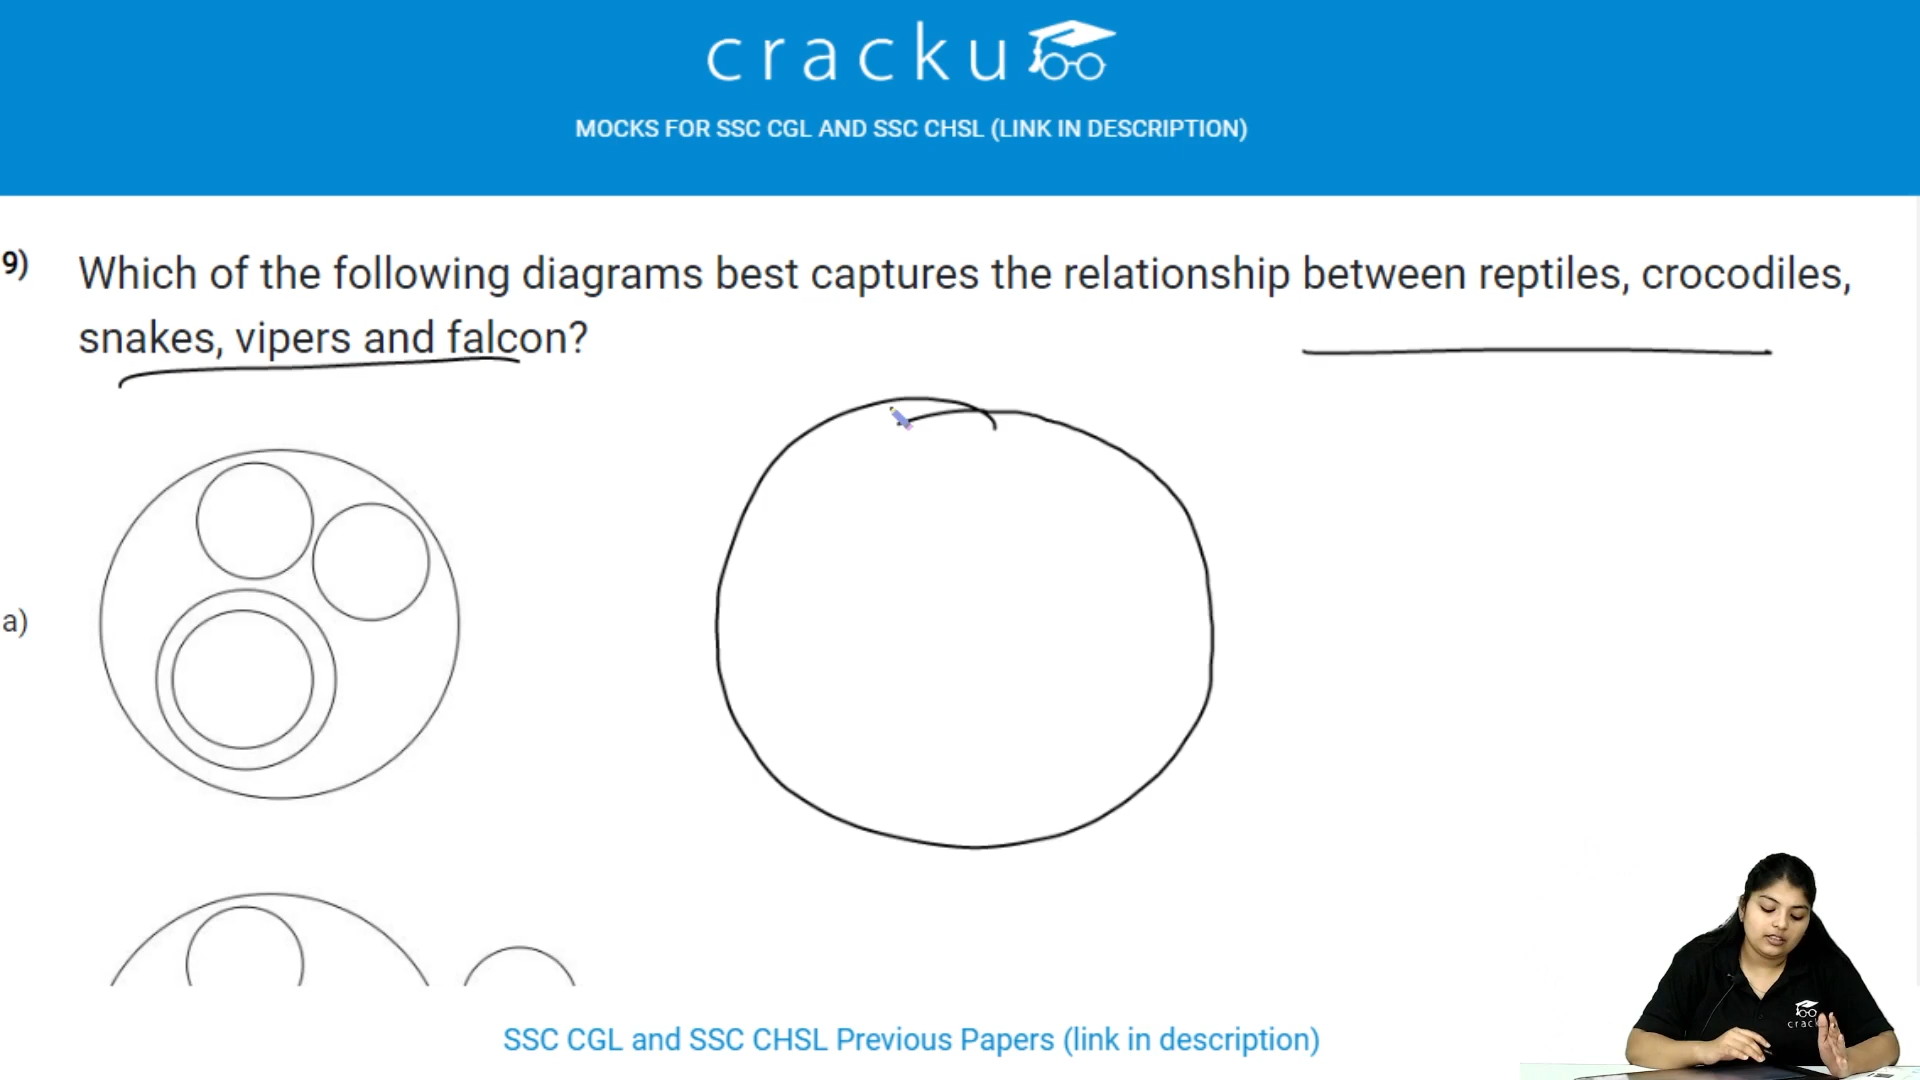 cracku
MOCKS FOR SSC CGL AND SSC CHSL (LINK IN DESCRIPTION)
9) Which of the following diagrams best captures the relationship between reptiles, crocodiles,
snakes, vipers and falcon?
a)
SSC CGL and SSC CHSL Previous Papers (link in description)